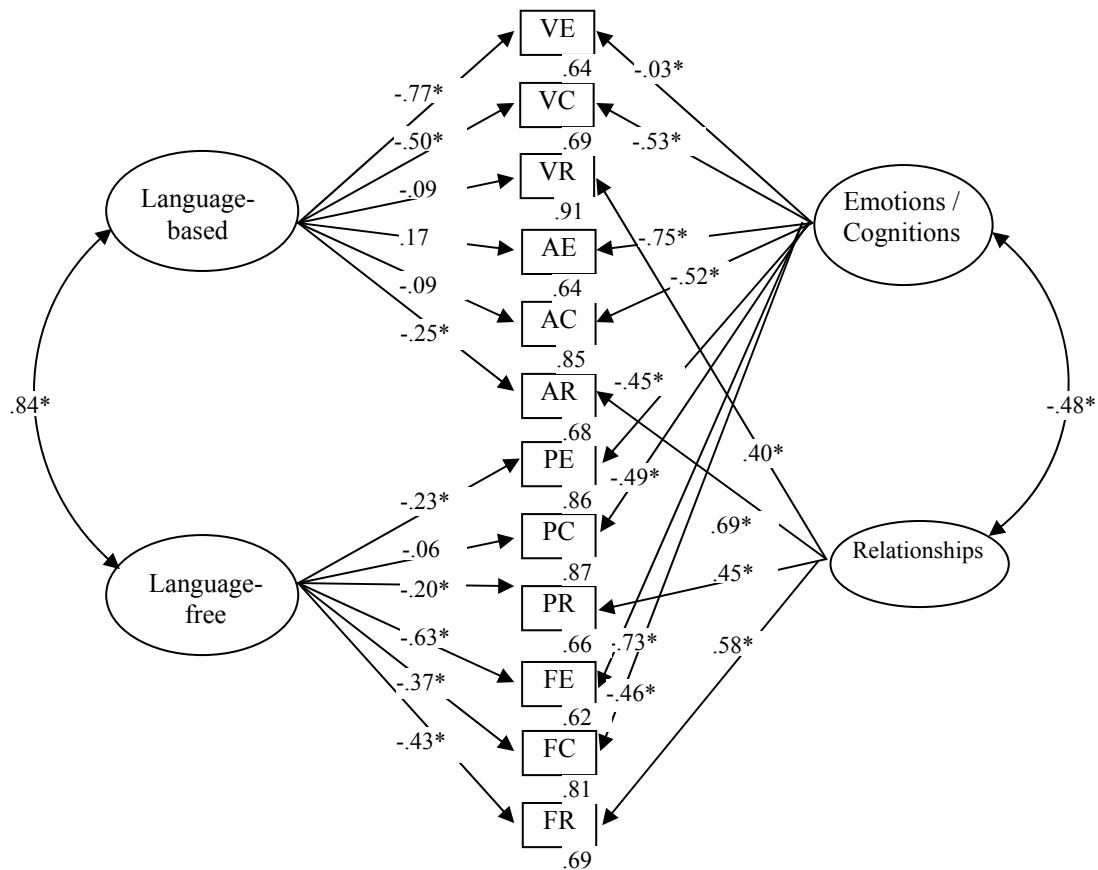 VE
.64
-.03*
-.77*
VC
-.50*
.69
-.53*
VR
-.09
Language-
based
.91
Emotions /
Cognitions
.17
AE
-.75*
.64
-.52*
-.09
AC
-.25*
.85
-.45*
AR
.84*
-.48*
.68
PE
.40*
-.49*
-.23*
.86
PC
.69*
-.06
Relationships
.87
.45*
Language-
free
-.20*
PR
-.63*
.66
-.73*
.58*
FE
-.37*
-.46*
.62
-.43*
FC
.81
FR
.69